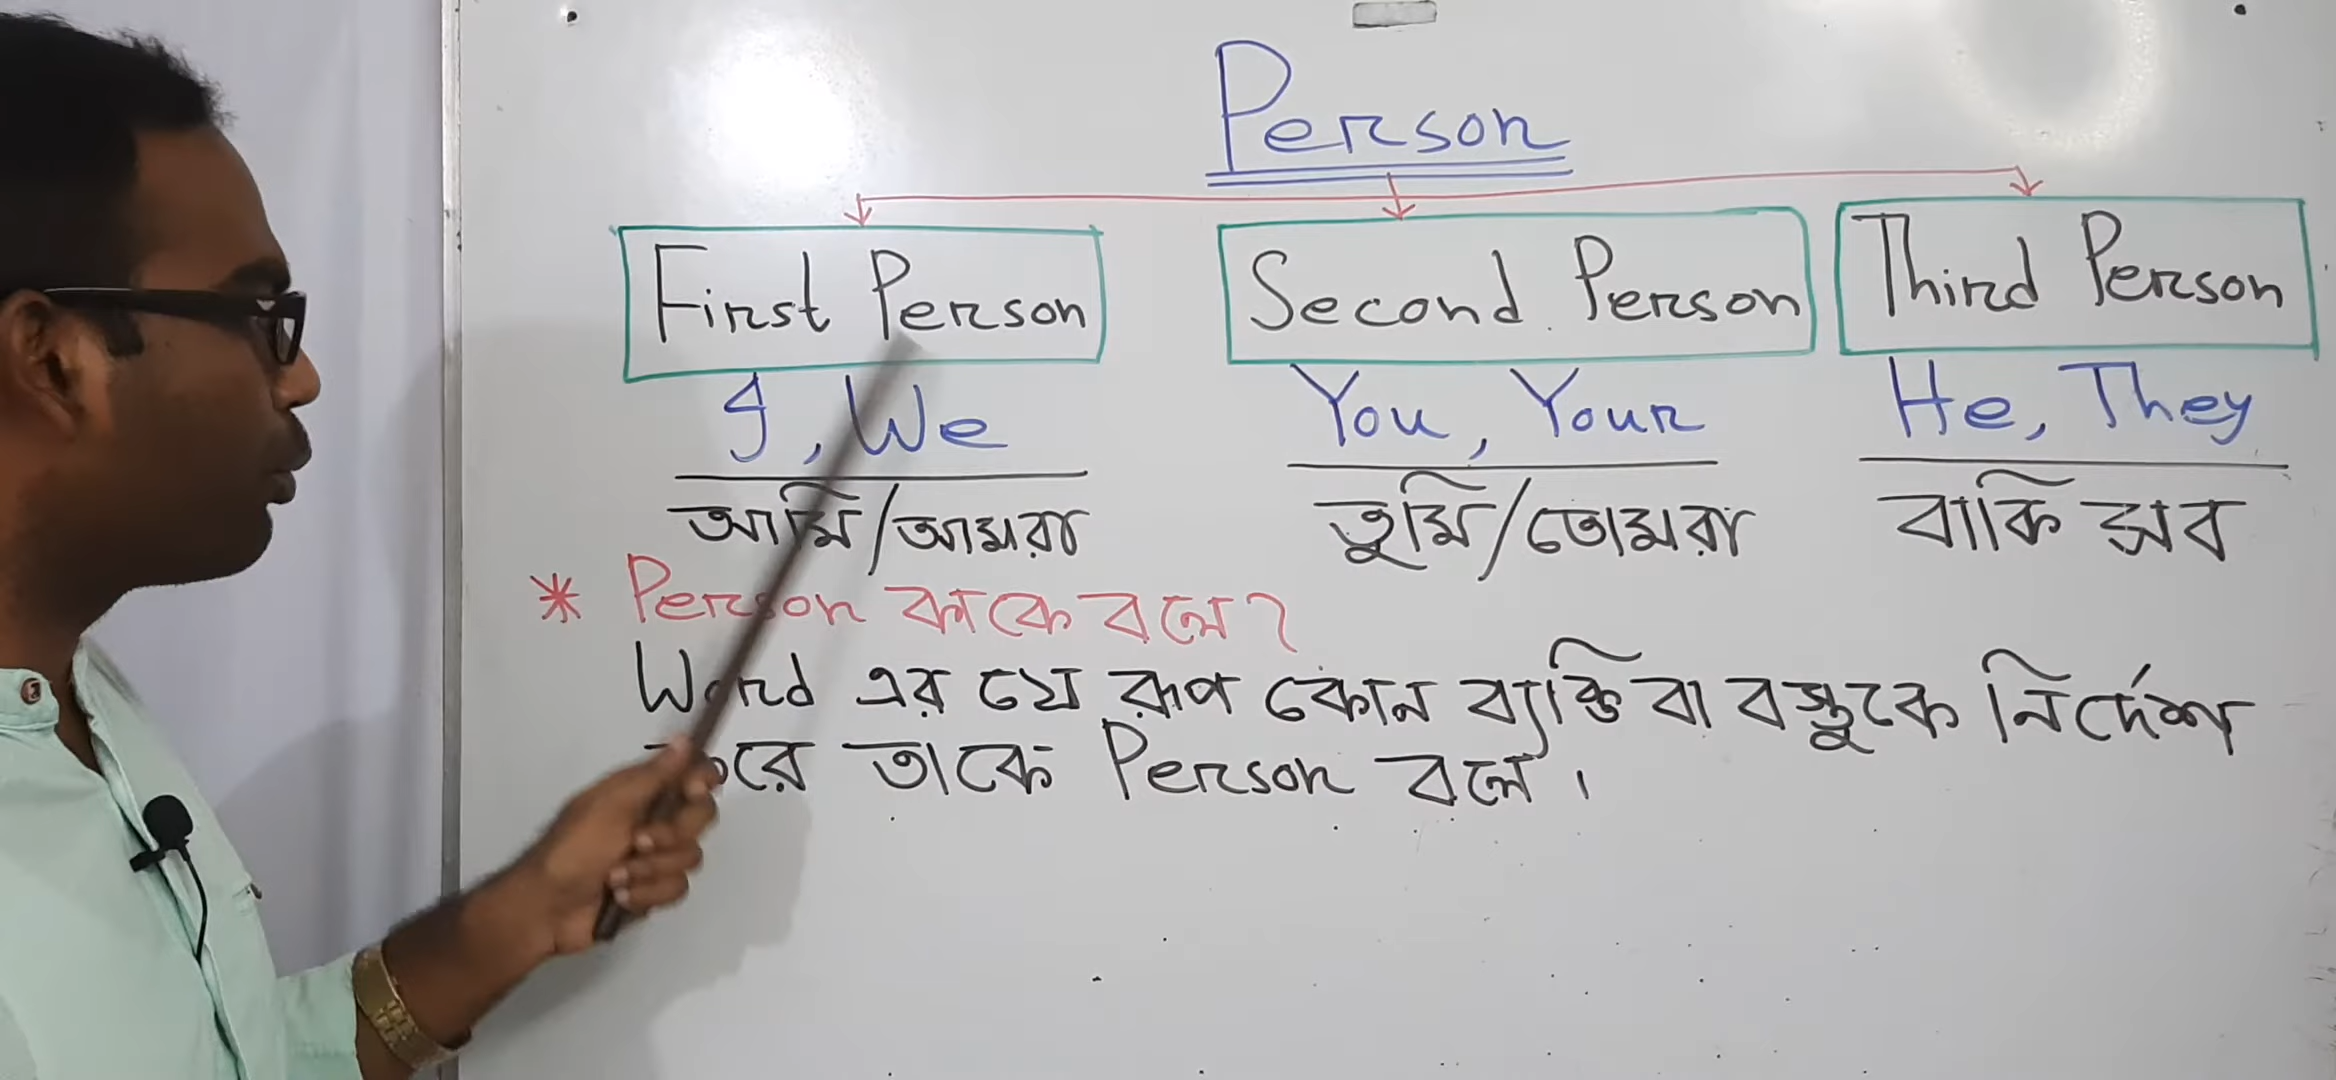 Person
First Person Second Person Third Person
I, We You, Your He, They
আমি/আমরা তুমি/তোমরা বাকি সব
* Person কাকে বলে?
Word এর যে রূপ কোন ব্যাক্তি বা বস্তুকে নির্দেশ
করে তাকে Person বলে।